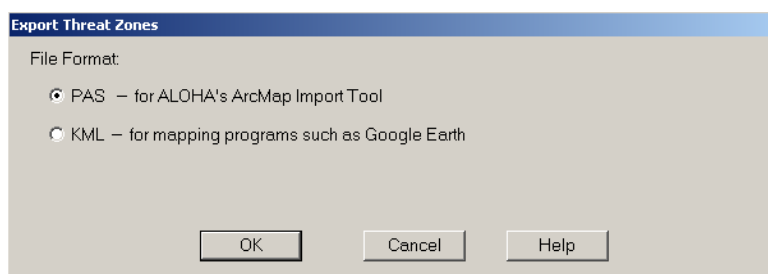 Export Threat Zones
File Format:
PAS – for ALOHA's ArcMap Import Tool
KML – for mapping programs such as Google Earth
OK Cancel Help